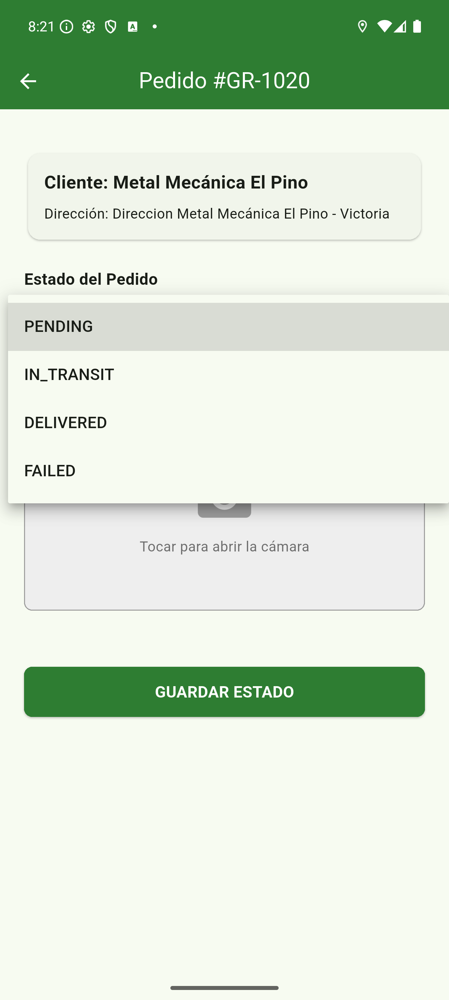 8:21
Pedido #GR-1020
Cliente: Metal Mecánica El Pino
Dirección: Direccion Metal Mecánica El Pino - Victoria
Estado del Pedido
PENDING
IN_TRANSIT
DELIVERED
FAILED
Tocar para abrir la cámara
GUARDAR ESTADO